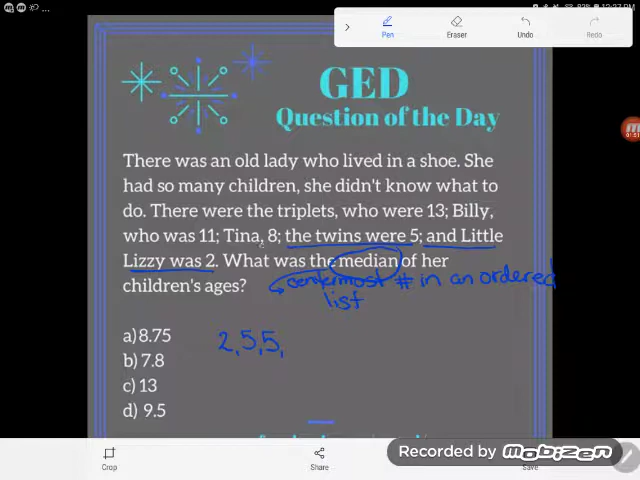 92% 12:37
Pen
Eraser
Undo
Redo
GED
Question of the Day
There was an old lady who lived in a shoe. She
had so many children, she didn't know what to
do. There were the triplets, who were 13; Billy,
who was 11; Tina, 8; the twins were 5; and Little
Lizzy was 2. What was the median of her
children's ages?
centermost # in an ordered
list
a) 8.75
b) 7.8
c) 13
d) 9.5
2, 5, 5,
Recorded by
Mobizen
Crop
Share
Save